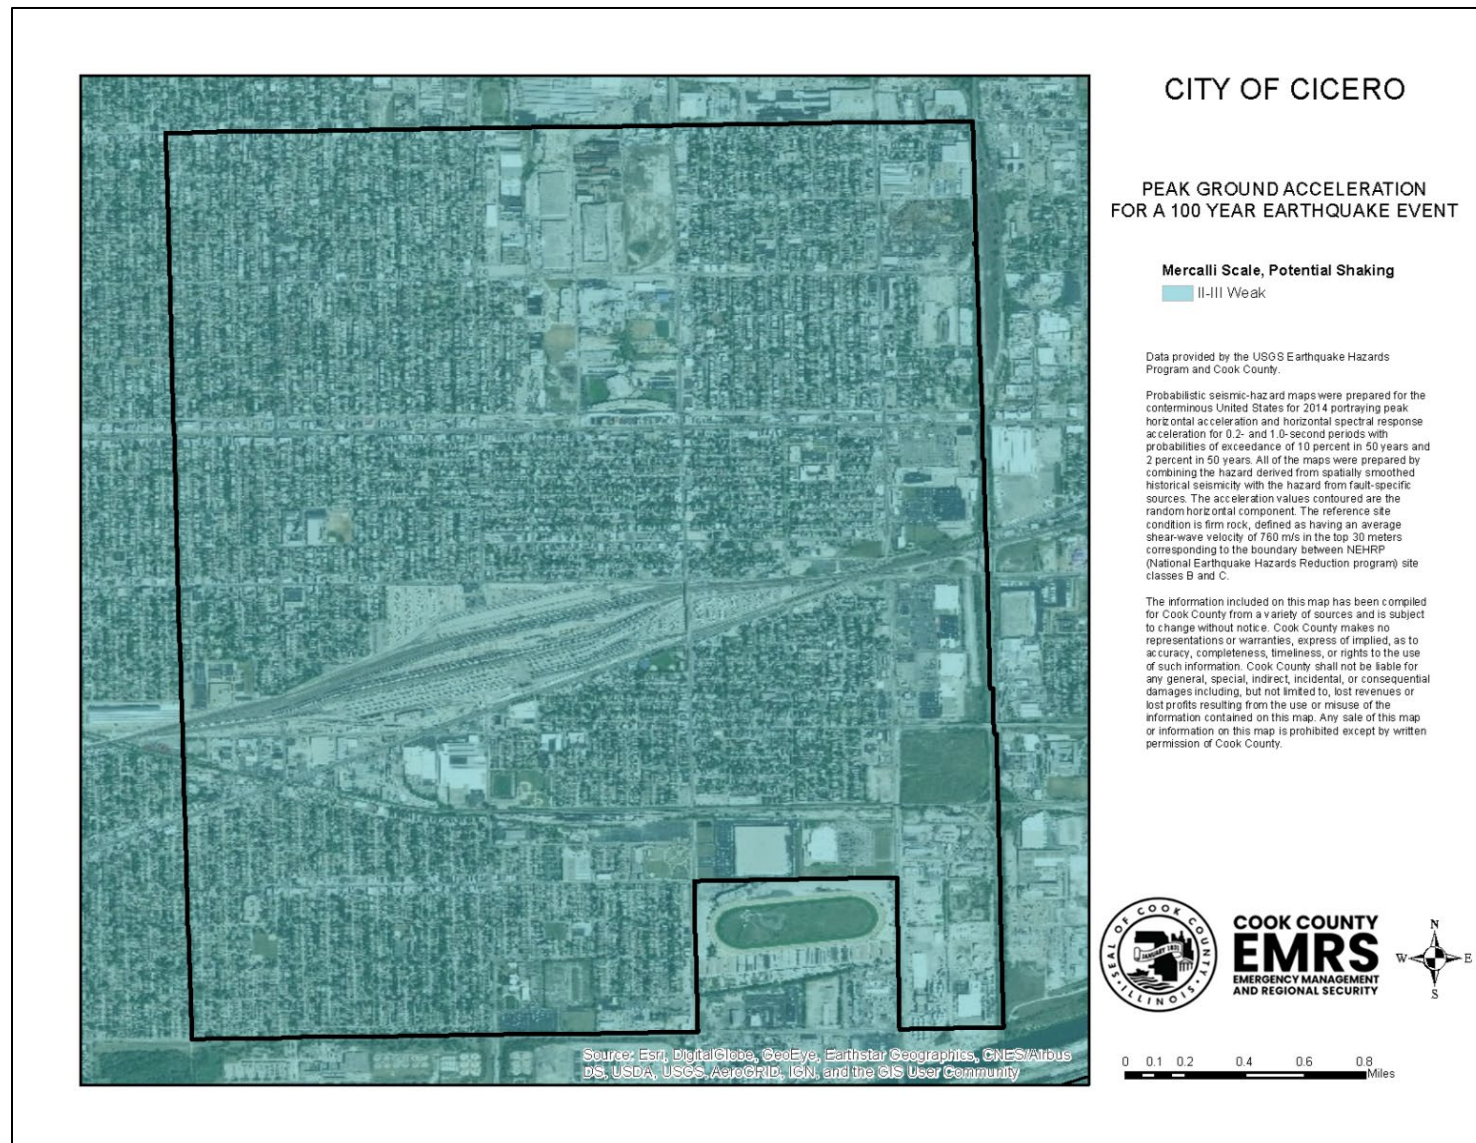 CITY OF CICERO
PEAK GROUND ACCELERATION
FOR A 100 YEAR EARTHQUAKE EVENT
Mercalli Scale, Potential Shaking
II-III Weak
Data provided by the USGS Earthquake Hazards
Program and Cook County.
Probabilistic seismic-hazard maps were prepared for the
conterminous United States for 2014 portraying peak
horizontal acceleration and horizontal spectral response
acceleration for 0.2- and 1.0-second periods with
probabilities of exceedance of 10 percent in 50 years and
2 percent in 50 years. All of the maps were prepared by
combining the hazard derived from spatially smoothed
historical seismicity with the hazard from fault-specific
sources. The acceleration values contoured are the
random horizontal component. The reference site
condition is firm rock, defined as having an average
shear-wave velocity of 760 m/s in the top 30 meters
corresponding to the boundary between NEHRP
(National Earthquake Hazards Reduction program) site
classes B and C.
The information included on this map has been compiled
for Cook County from a variety of sources and is subject
to change without notice. Cook County makes no
representations or warranties, express of implied, as to
accuracy, completeness, timeliness, or rights to the use
of such information. Cook County shall not be liable for
any general, special, indirect, incidental, or consequential
damages including, but not limited to, lost revenues or
lost profits resulting from the use or misuse of the
information contained on this map. Any sale of this map
or information on this map is prohibited except by written
permission of Cook County.
SEAL OF COOK COUNTY
JANUARY 1831
ILLINOIS
COOK COUNTY
EMRS
EMERGENCY MANAGEMENT
AND REGIONAL SECURITY
N
W E
S
Source: Esri, DigitalGlobe, GeoEye, Earthstar Geographics, CNES/Airbus
DS, USDA, USGS, AeroGRID, IGN, and the GIS User Community
0 0.1 0.2 0.4 0.6 0.8
Miles